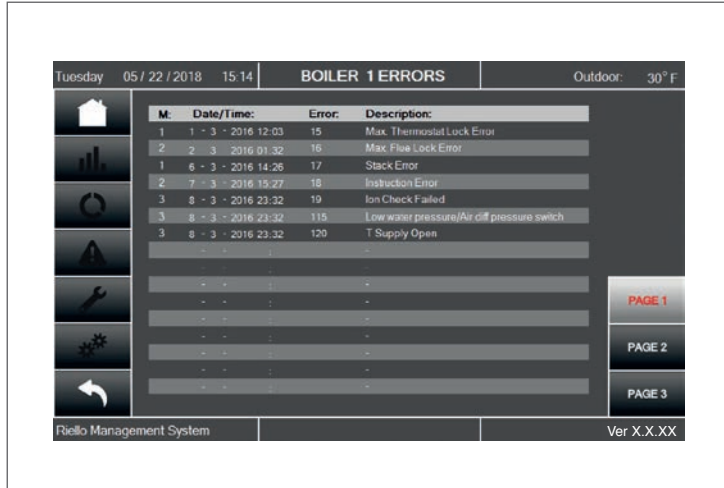 Tuesday 05 / 22 / 2018 15:14 BOILER 1 ERRORS Outdoor: 30° F
M: Date/Time: Error: Description:
1 1 - 3 - 2016 12:03 15 Max. Thermostat Lock Error
2 2 3 2016 01.32 16 Max. Flue Lock Error
1 6 - 3 - 2016 14:26 17 Stack Error
2 7 - 3 - 2016 15:27 18 Instruction Error
3 8 - 3 - 2016 23:32 19 Ion Check Failed
3 8 - 3 - 2016 23:32 115 Low water pressure/Air diff pressure switch
3 8 - 3 - 2016 23:32 120 T Supply Open
- - : -
- - : -
- - : -
- - : -
- - : -
- - : -
- - : -
- - : -
- - : -
PAGE 1
PAGE 2
PAGE 3
Riello Management System Ver X.X.XX